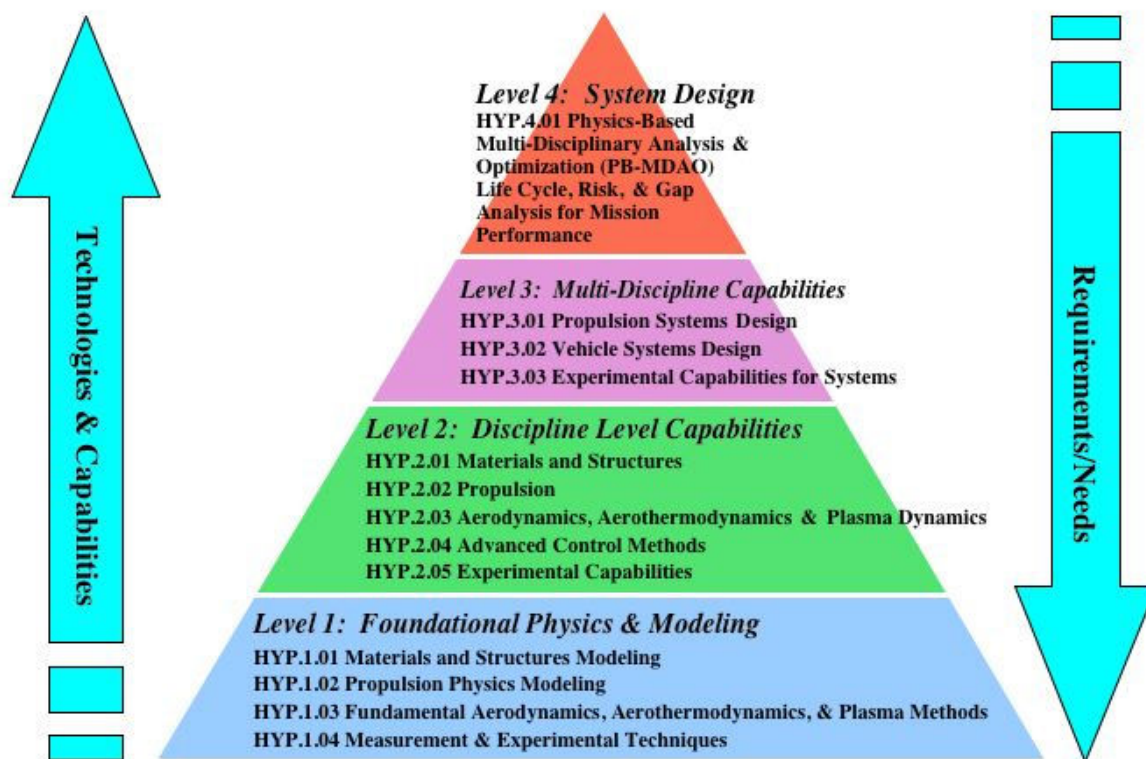 Technologies & Capabilities
Level 4: System Design
HYP.4.01 Physics-Based
Multi-Disciplinary Analysis &
Optimization (PB-MDAO)
Life Cycle, Risk, & Gap
Analysis for Mission
Performance
Level 3: Multi-Discipline Capabilities
HYP.3.01 Propulsion Systems Design
HYP.3.02 Vehicle Systems Design
HYP.3.03 Experimental Capabilities for Systems
Level 2: Discipline Level Capabilities
HYP.2.01 Materials and Structures
HYP.2.02 Propulsion
HYP.2.03 Aerodynamics, Aerothermodynamics & Plasma Dynamics
HYP.2.04 Advanced Control Methods
HYP.2.05 Experimental Capabilities
Level 1: Foundational Physics & Modeling
HYP.1.01 Materials and Structures Modeling
HYP.1.02 Propulsion Physics Modeling
HYP.1.03 Fundamental Aerodynamics, Aerothermodynamics, & Plasma Methods
HYP.1.04 Measurement & Experimental Techniques
Requirements/Needs